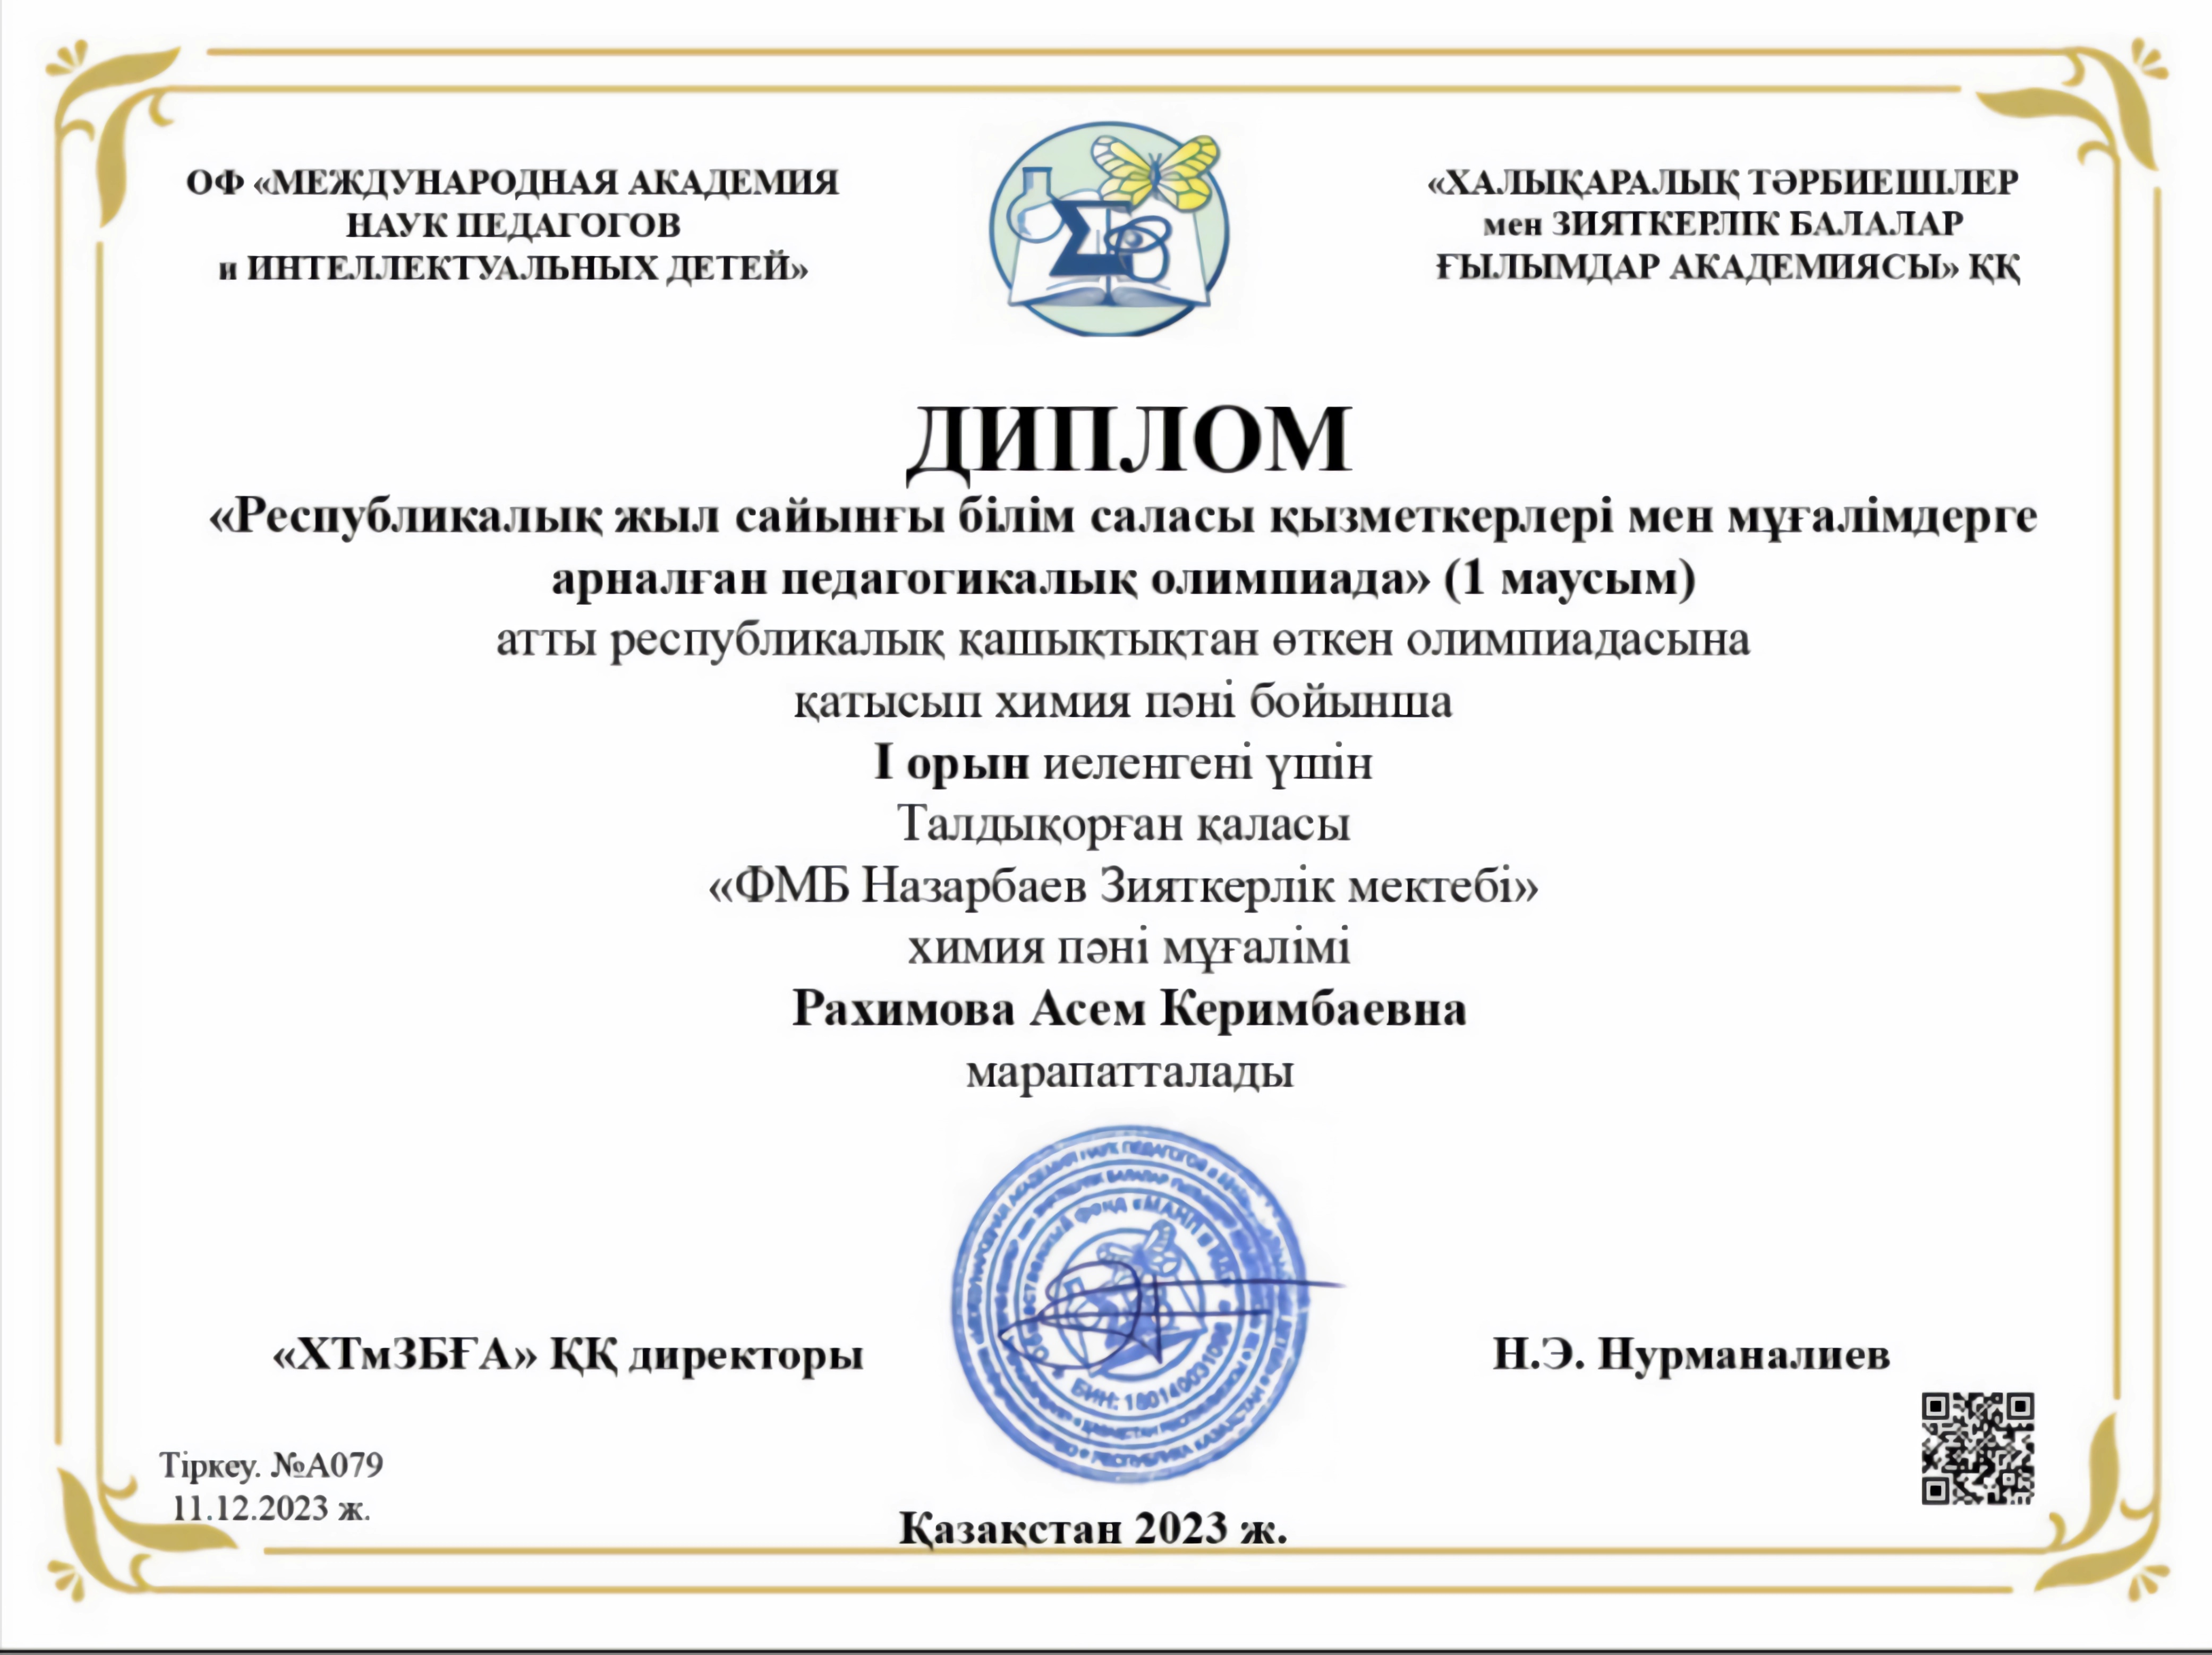 ОФ «МЕЖДУНАРОДНАЯ АКАДЕМИЯ
НАУК ПЕДАГОГОВ
и ИНТЕЛЛЕКТУАЛЬНЫХ ДЕТЕЙ»
«ХАЛЫҚАРАЛЫҚ ТӘРБИЕШІЛЕР
мен ЗИЯТКЕРЛІК БАЛАЛАР
ҒЫЛЫМДАР АКАДЕМИЯСЫ» ҚҚ
ДИПЛОМ
«Республикалық жыл сайынғы білім саласы қызметкерлері мен мұғалімдерге
арналған педагогикалық олимпиада» (1 маусым)
атты республикалық қашықтықтан өткен олимпиадасына
қатысып химия пәні бойынша
I орын иеленгені үшін
Талдықорған қаласы
«ФМБ Назарбаев Зияткерлік мектебі»
химия пәні мұғалімі
Рахимова Асем Керимбаевна
марапатталады
«ХТмЗБҒА» ҚҚ директоры
Н.Э. Нурманалиев
Тіркеу. №А079
11.12.2023 ж.
Қазақстан 2023 ж.